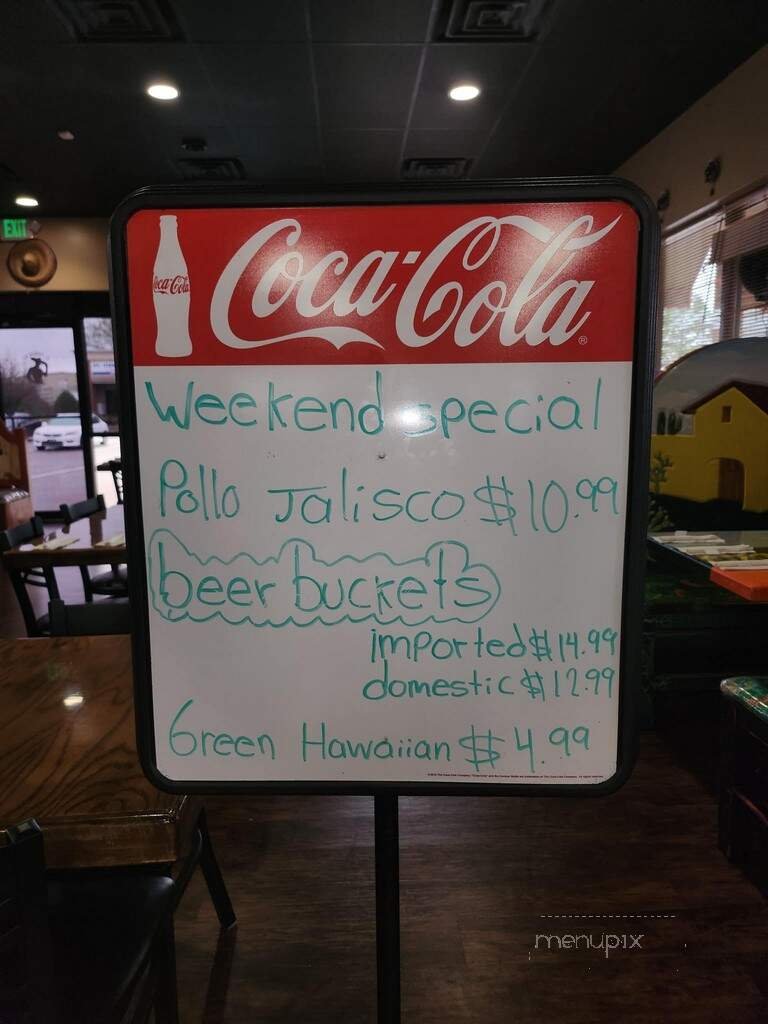 EXIT
Coca-Cola
Coca-Cola ®
Weekend special
Pollo Jalisco $10.99
beer buckets
imported $14.99
domestic $12.99
Green Hawaiian $4.99
menupix